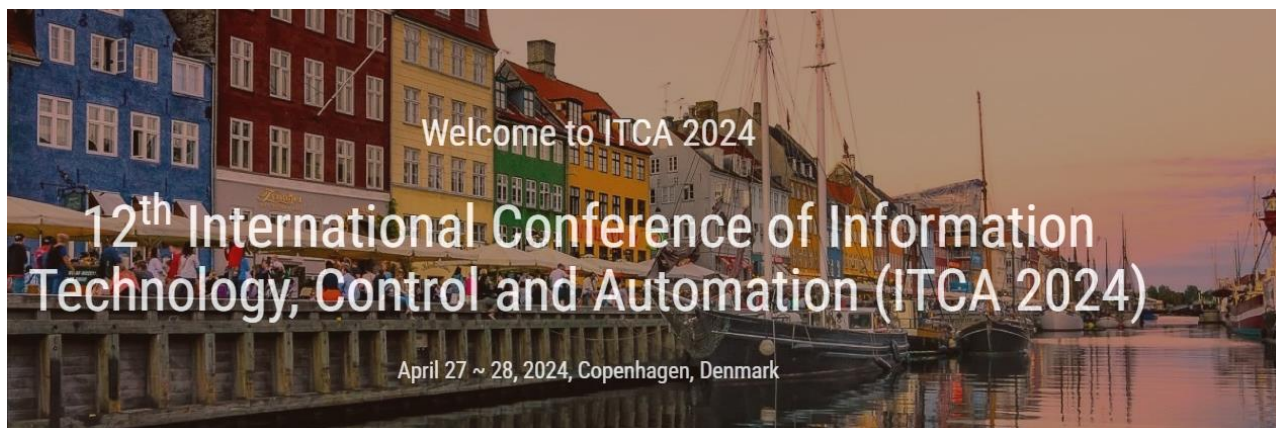 Welcome to ITCA 2024
12th International Conference of Information
Technology, Control and Automation (ITCA 2024)
April 27 ~ 28, 2024, Copenhagen, Denmark